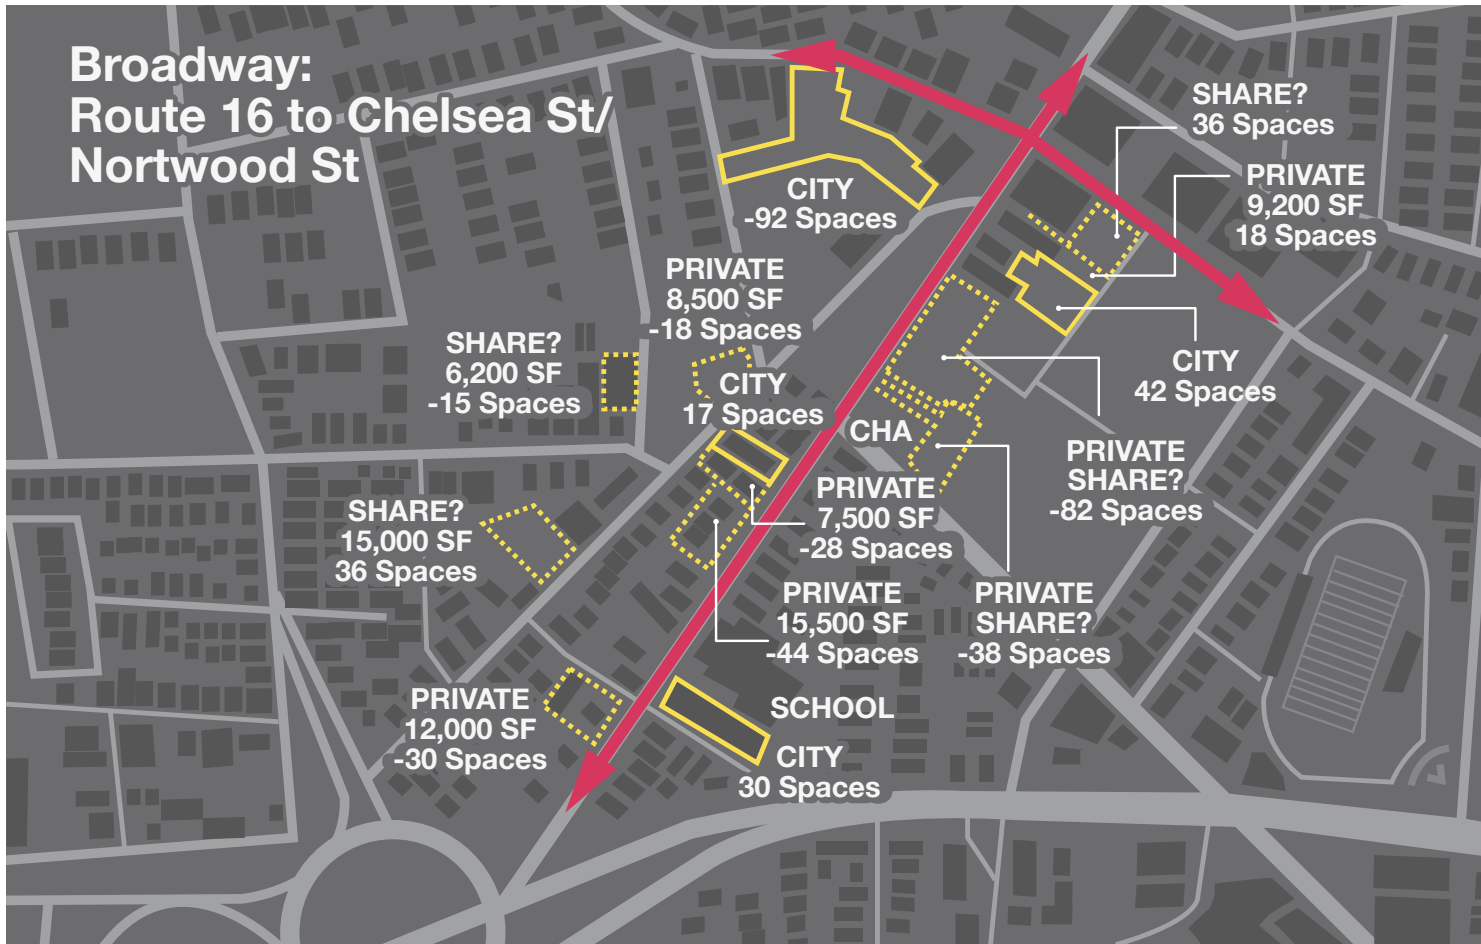 Broadway:
Route 16 to Chelsea St/
Nortwood St
SHARE?
36 Spaces
PRIVATE
9,200 SF
18 Spaces
CITY
-92 Spaces
PRIVATE
8,500 SF
-18 Spaces
SHARE?
6,200 SF
-15 Spaces
CITY
17 Spaces
CITY
42 Spaces
CHA
PRIVATE
SHARE?
-82 Spaces
PRIVATE
7,500 SF
-28 Spaces
SHARE?
15,000 SF
36 Spaces
PRIVATE
15,500 SF
-44 Spaces
PRIVATE
SHARE?
-38 Spaces
PRIVATE
12,000 SF
-30 Spaces
SCHOOL
CITY
30 Spaces